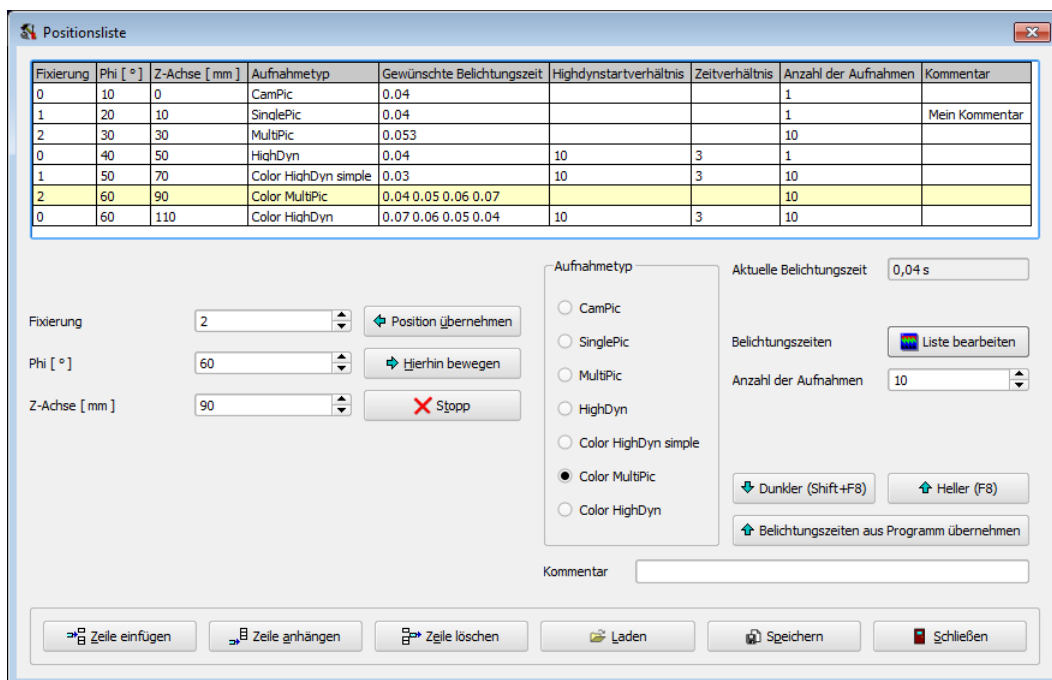 Positionsliste
Fixierung Phi [ ° ] Z-Achse [ mm ] Aufnahmetyp Gewünschte Belichtungszeit Highdynstartverhältnis Zeitverhältnis Anzahl der Aufnahmen Kommentar
0 10 0 CamPic 0.04 1
1 20 10 SinglePic 0.04 1 Mein Kommentar
2 30 30 MultiPic 0.053 10
0 40 50 HighDyn 0.04 10 3 1
1 50 70 Color HighDyn simple 0.03 10 3 10
2 60 90 Color MultiPic 0.04 0.05 0.06 0.07 10
0 60 110 Color HighDyn 0.07 0.06 0.05 0.04 10 3 10
Fixierung 2 Position übernehmen
Phi [ ° ] 60 Hierhin bewegen
Z-Achse [ mm ] 90 Stopp
Aufnahmetyp
CamPic
SinglePic
MultiPic
HighDyn
Color HighDyn simple
Color MultiPic
Color HighDyn
Aktuelle Belichtungszeit 0,04 s
Belichtungszeiten Liste bearbeiten
Anzahl der Aufnahmen 10
Dunkler (Shift+F8) Heller (F8)
Belichtungszeiten aus Programm übernehmen
Kommentar
Zeile einfügen Zeile anhängen Zeile löschen Laden Speichern Schließen